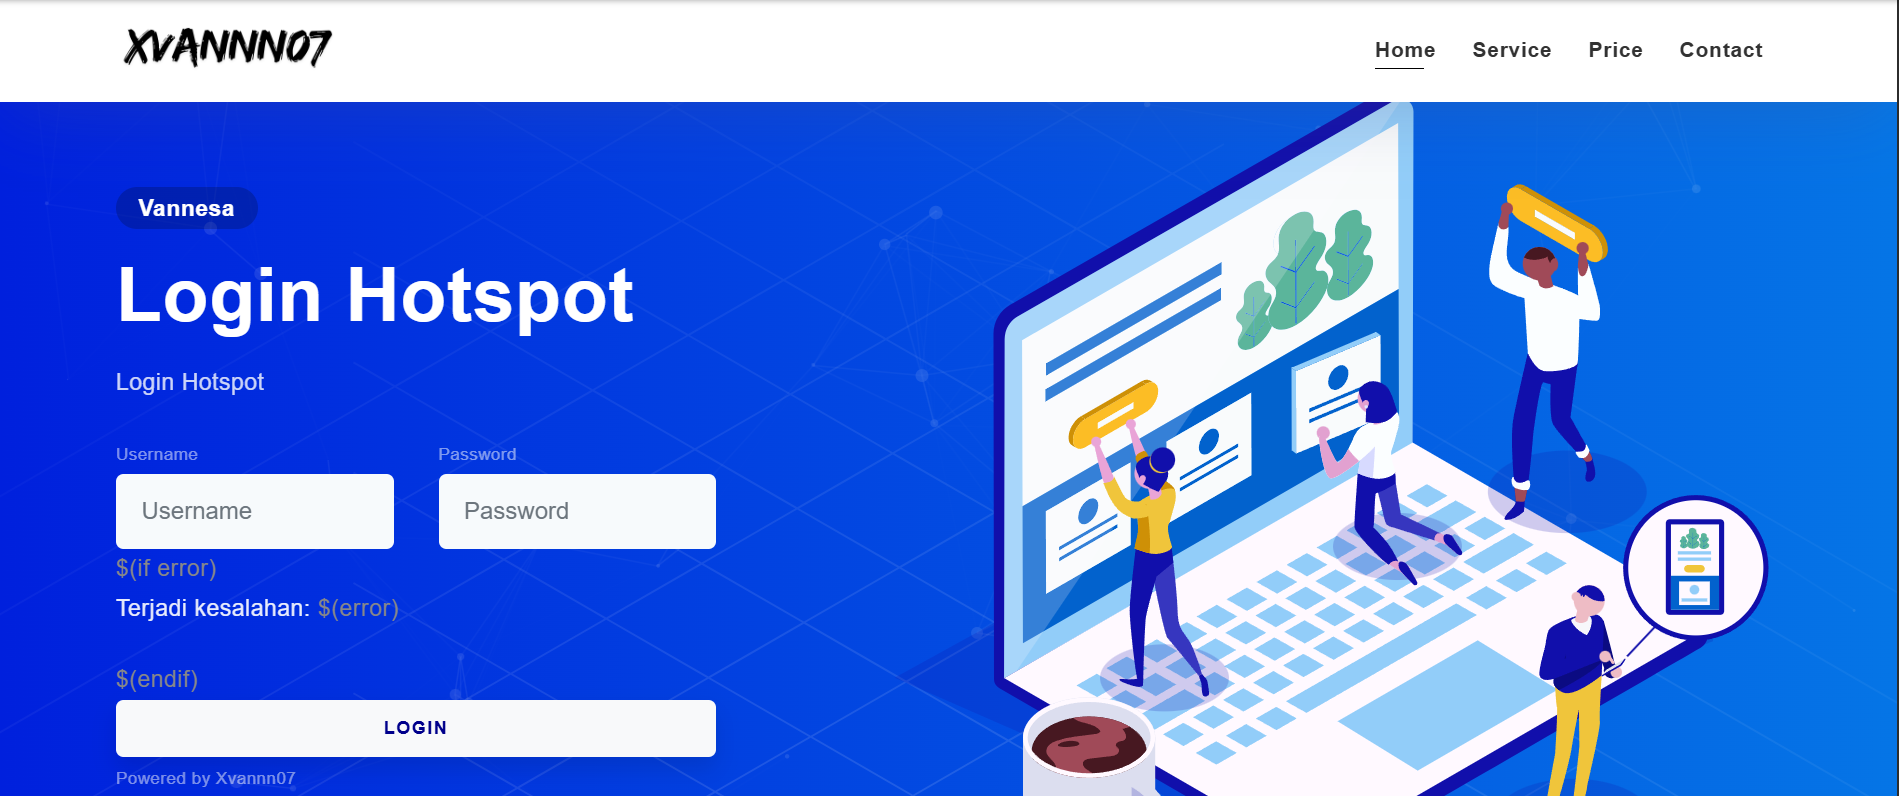 XVANNN07
Home Service Price Contact
Vannesa
Login Hotspot
Login Hotspot
Username Password
Username Password
$(if error)
Terjadi kesalahan: $(error)
$(endif)
LOGIN
Powered by Xvannn07